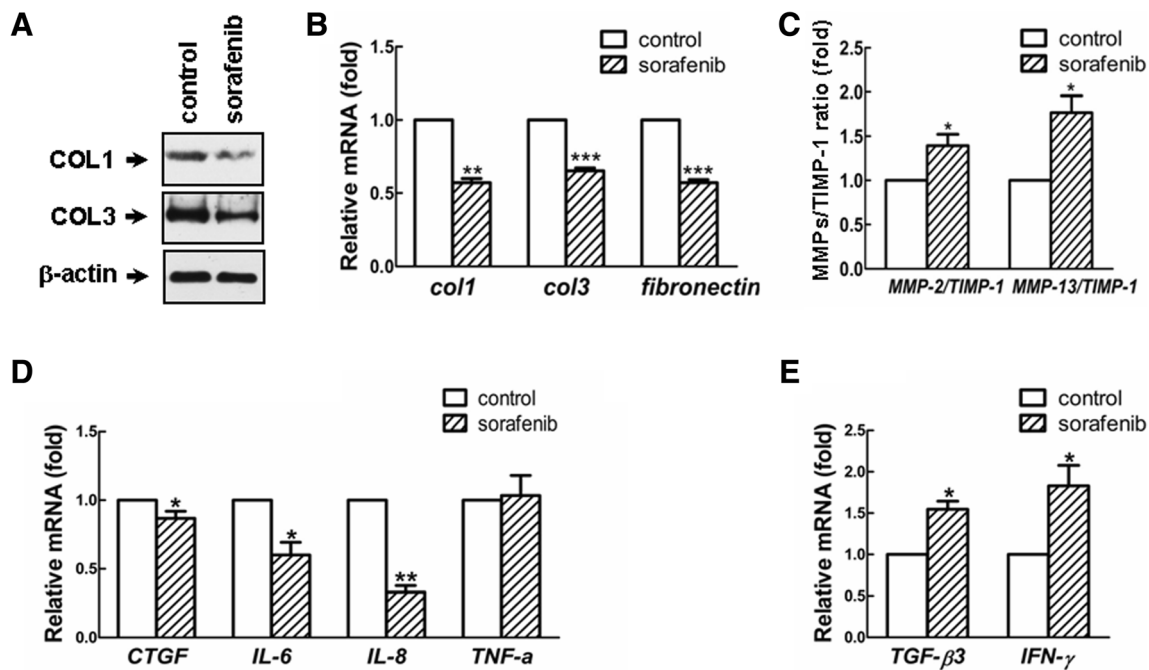 A
control
sorafenib
COL1
COL3
β-actin
B
Relative mRNA (fold)
1.5
1.0
0.5
0.0
control
sorafenib
**
***
***
col1
col3
fibronectin
C
MMPs/TIMP-1 ratio (fold)
2.5
2.0
1.5
1.0
0.5
0.0
control
sorafenib
*
*
MMP-2/TIMP-1
MMP-13/TIMP-1
D
Relative mRNA (fold)
1.5
1.0
0.5
0.0
control
sorafenib
*
*
**
CTGF
IL-6
IL-8
TNF-a
E
Relative mRNA (fold)
2.5
2.0
1.5
1.0
0.5
0.0
control
sorafenib
*
*
TGF-β3
IFN-γ